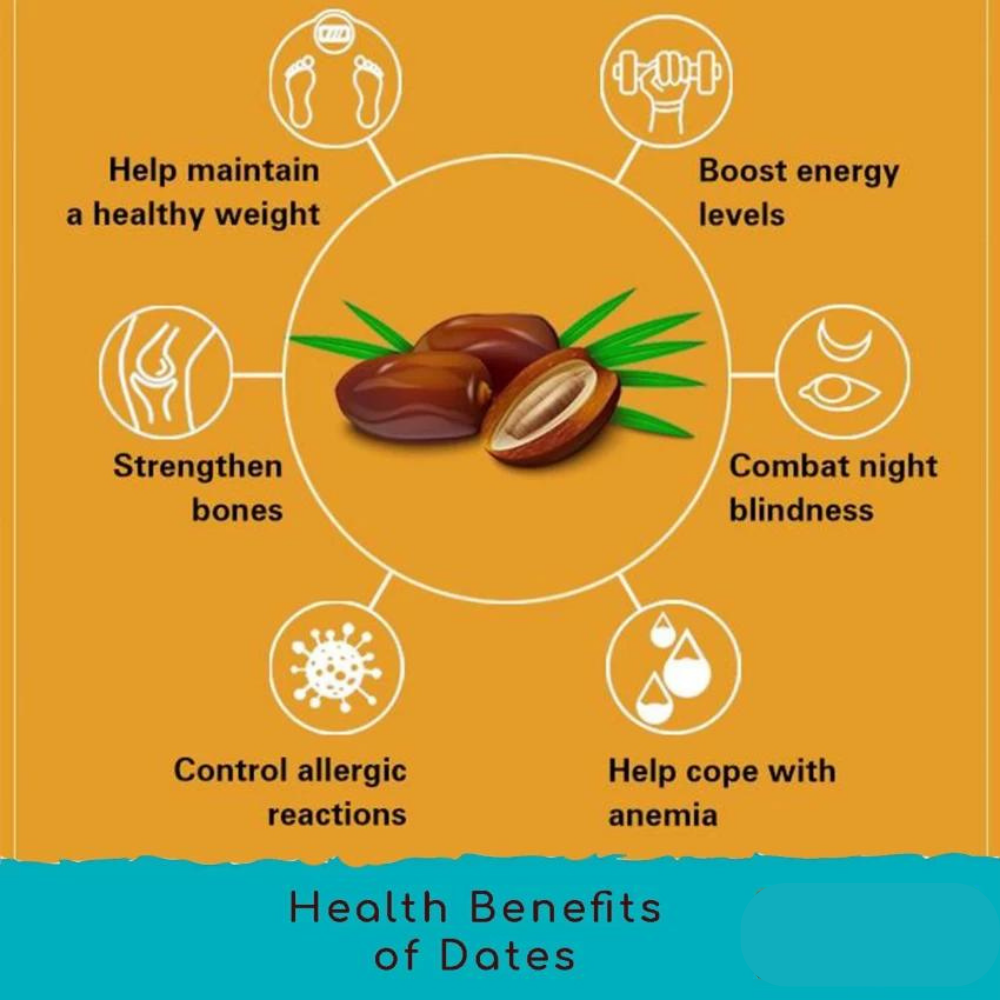 Help maintain
a healthy weight
Boost energy
levels
Strengthen
bones
Combat night
blindness
Control allergic
reactions
Help cope with
anemia
Health Benefits
of Dates